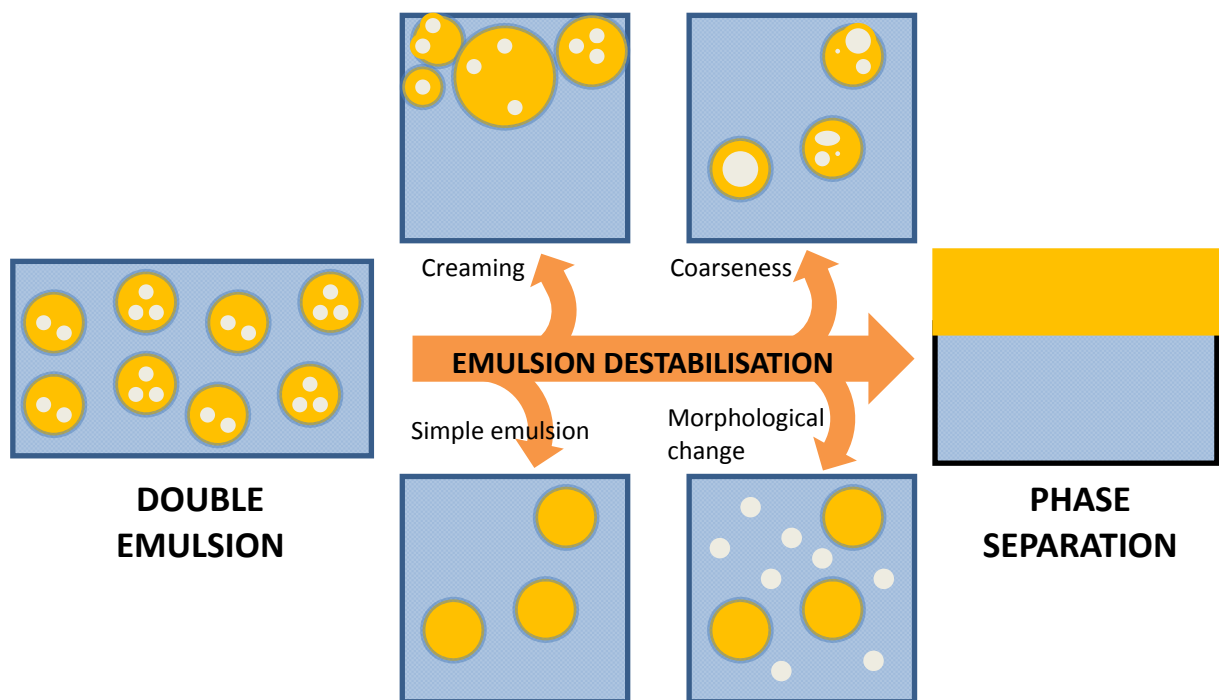 Creaming
Coarseness
EMULSION DESTABILISATION
Simple emulsion
Morphological
change
DOUBLE
EMULSION
PHASE
SEPARATION